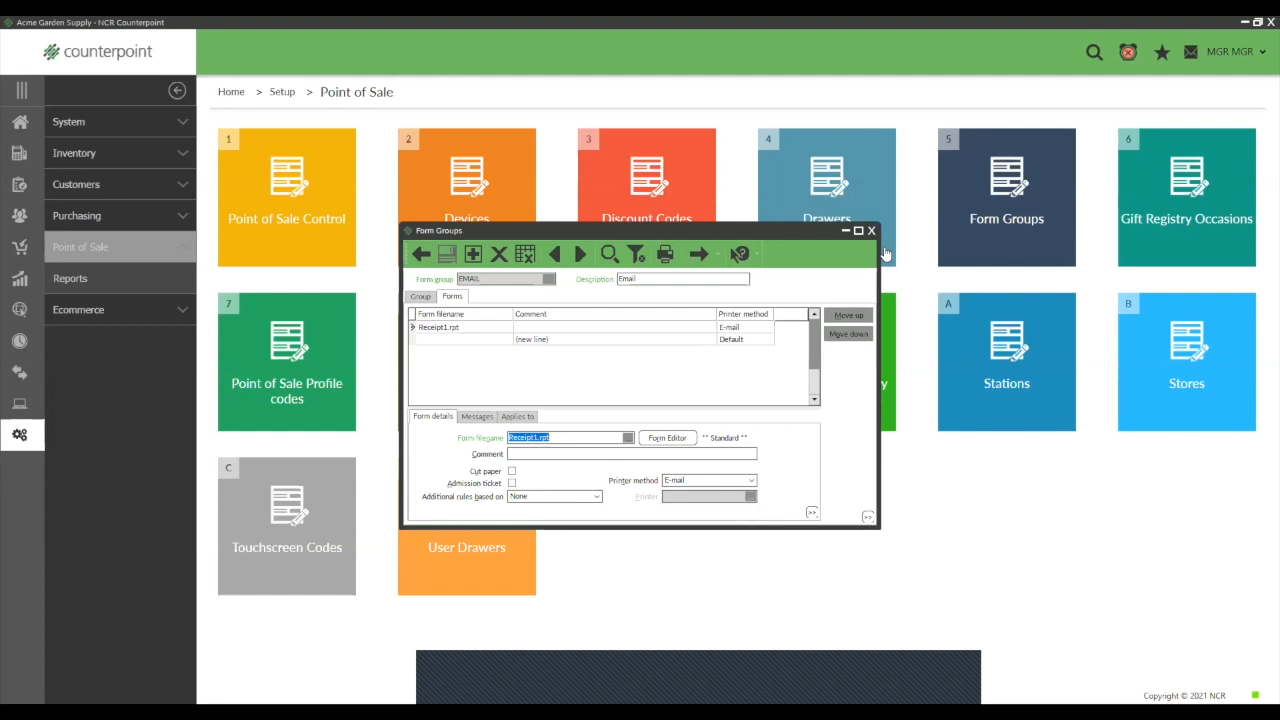 Acme Garden Supply - NCR Counterpoint
counterpoint
MGR MGR
Home > Setup > Point of Sale
System
Inventory
Customers
Purchasing
Point of Sale
Reports
Ecommerce
1
Point of Sale Control
2
Devices
3
Discount Codes
4
Drawers
5
Form Groups
6
Gift Registry Occasions
7
Point of Sale Profile
codes
y
A
Stations
B
Stores
C
Touchscreen Codes
User Drawers
Form Groups
Form group EMAIL Description Email
Group Forms
Form filename Comment Printer method
Receipt1.rpt E-mail
(new line) Default
Move up
Move down
Form details Messages Applies to
Form filename Receipt1.rpt ... Form Editor ** Standard **
Comment
Cut paper
Admission ticket
Printer method E-mail
Additional rules based on None Printer ...
>>
>>
Copyright © 2021 NCR